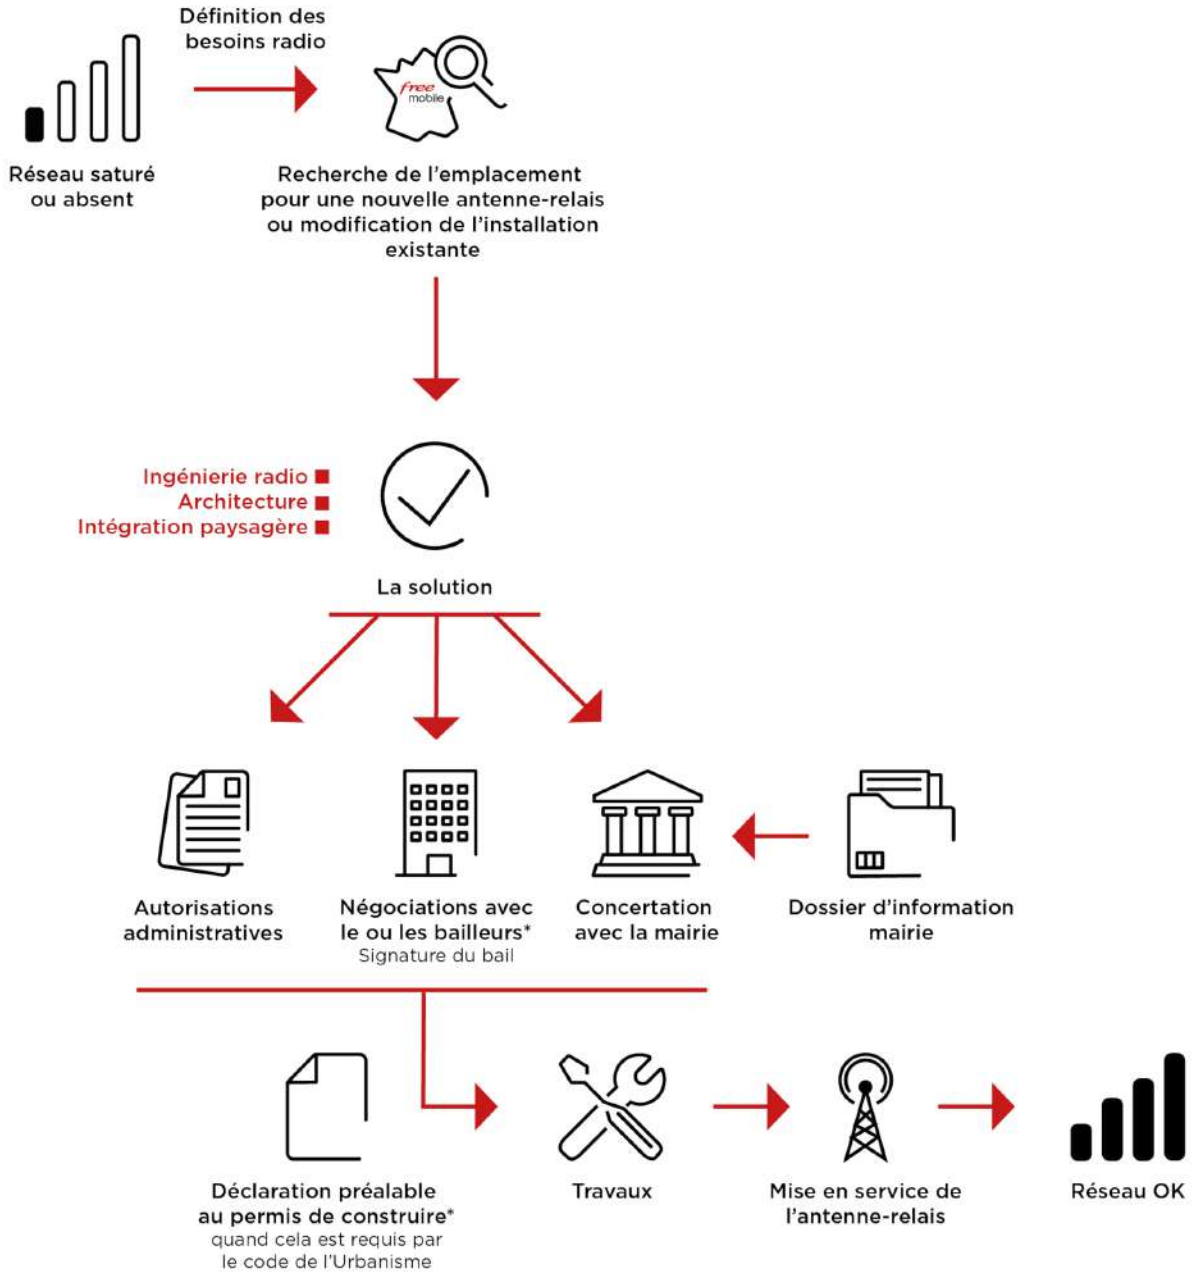 Définition des
besoins radio
free
mobile
Réseau saturé
ou absent
Recherche de l'emplacement
pour une nouvelle antenne-relais
ou modification de l'installation
existante
Ingénierie radio
Architecture
Intégration paysagère
La solution
Autorisations
administratives
Négociations avec
le ou les bailleurs*
Signature du bail
Concertation
avec la mairie
Dossier d'information
mairie
Déclaration préalable
au permis de construire*
quand cela est requis par
le code de l'Urbanisme
Travaux
Mise en service de
l'antenne-relais
Réseau OK